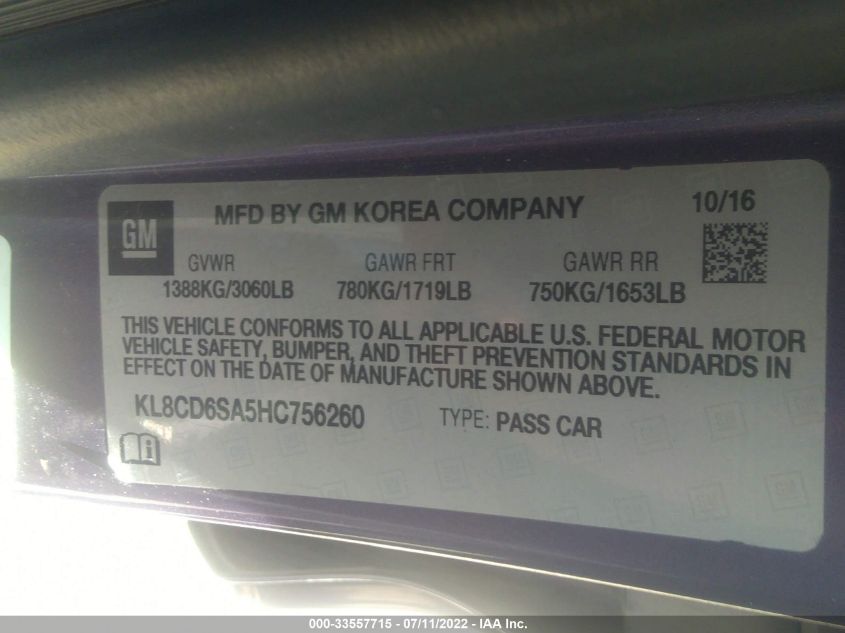 GM
MFD BY GM KOREA COMPANY
10/16
GVWR GAWR FRT GAWR RR
1388KG/3060LB 780KG/1719LB 750KG/1653LB
THIS VEHICLE CONFORMS TO ALL APPLICABLE U.S. FEDERAL MOTOR
VEHICLE SAFETY, BUMPER, AND THEFT PREVENTION STANDARDS IN
EFFECT ON THE DATE OF MANUFACTURE SHOWN ABOVE.
KL8CD6SA5HC756260 TYPE: PASS CAR
000-33557715 - 07/11/2022 - IAA Inc.